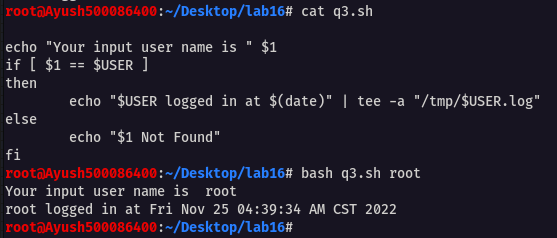 root@Ayush500086400:~/Desktop/lab16# cat q3.sh
echo "Your input user name is " $1
if [ $1 == $USER ]
then
        echo "$USER logged in at $(date)" | tee -a "/tmp/$USER.log"
else
        echo "$1 Not Found"
fi
root@Ayush500086400:~/Desktop/lab16# bash q3.sh root
Your input user name is  root
root logged in at Fri Nov 25 04:39:34 AM CST 2022
root@Ayush500086400:~/Desktop/lab16#